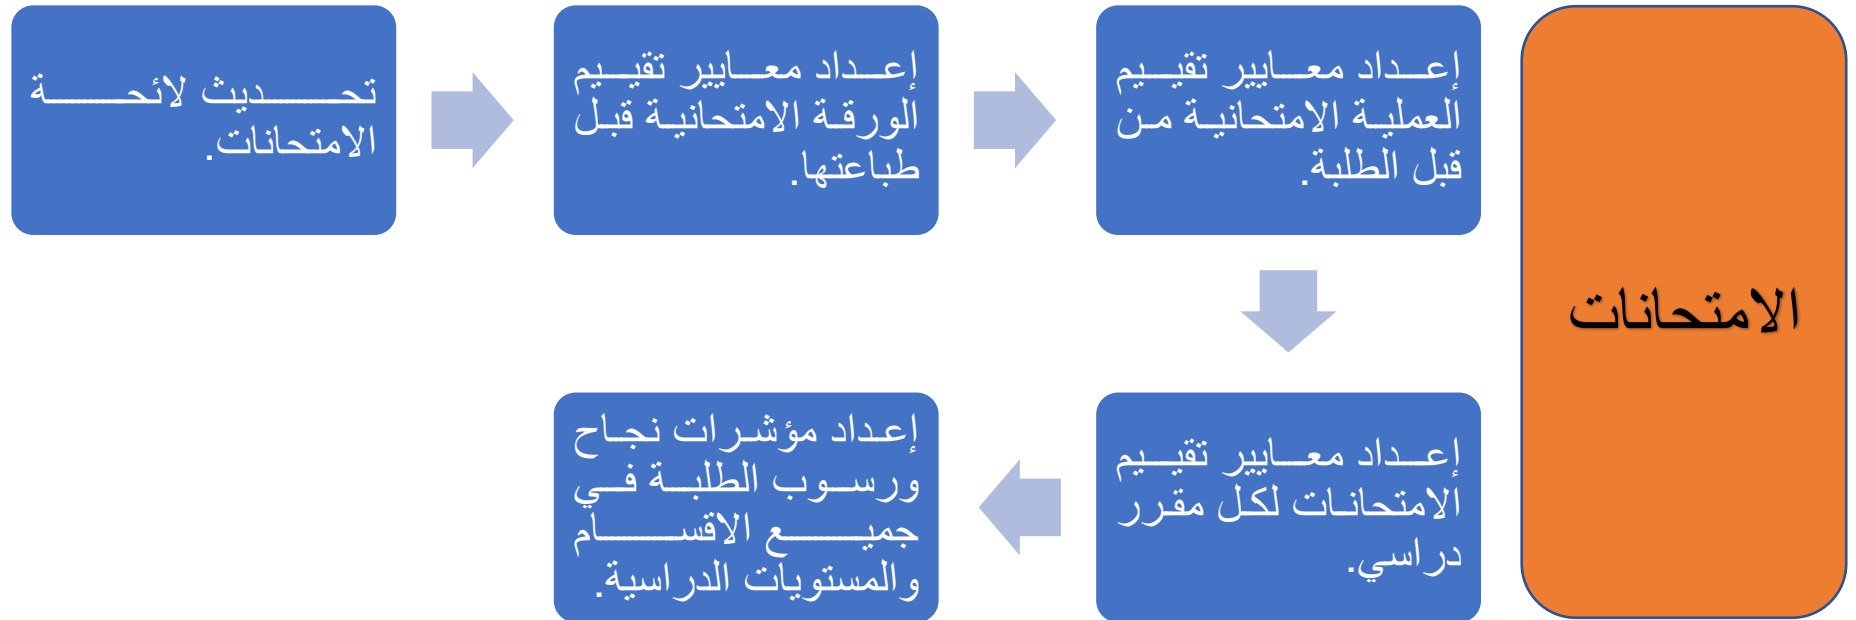 الامتحانات
تحديث لائحة
الامتحانات.
إعداد معايير تقييم
الورقة الامتحانية قبل
طباعتها.
إعداد معايير تقييم
العملية الامتحانية من
قبل الطلبة.
إعداد معايير تقييم
الامتحانات لكل مقرر
دراسي.
إعداد مؤشرات نجاح
ورسوب الطلبة في
جميع الاقسام
والمستويات الدراسية.